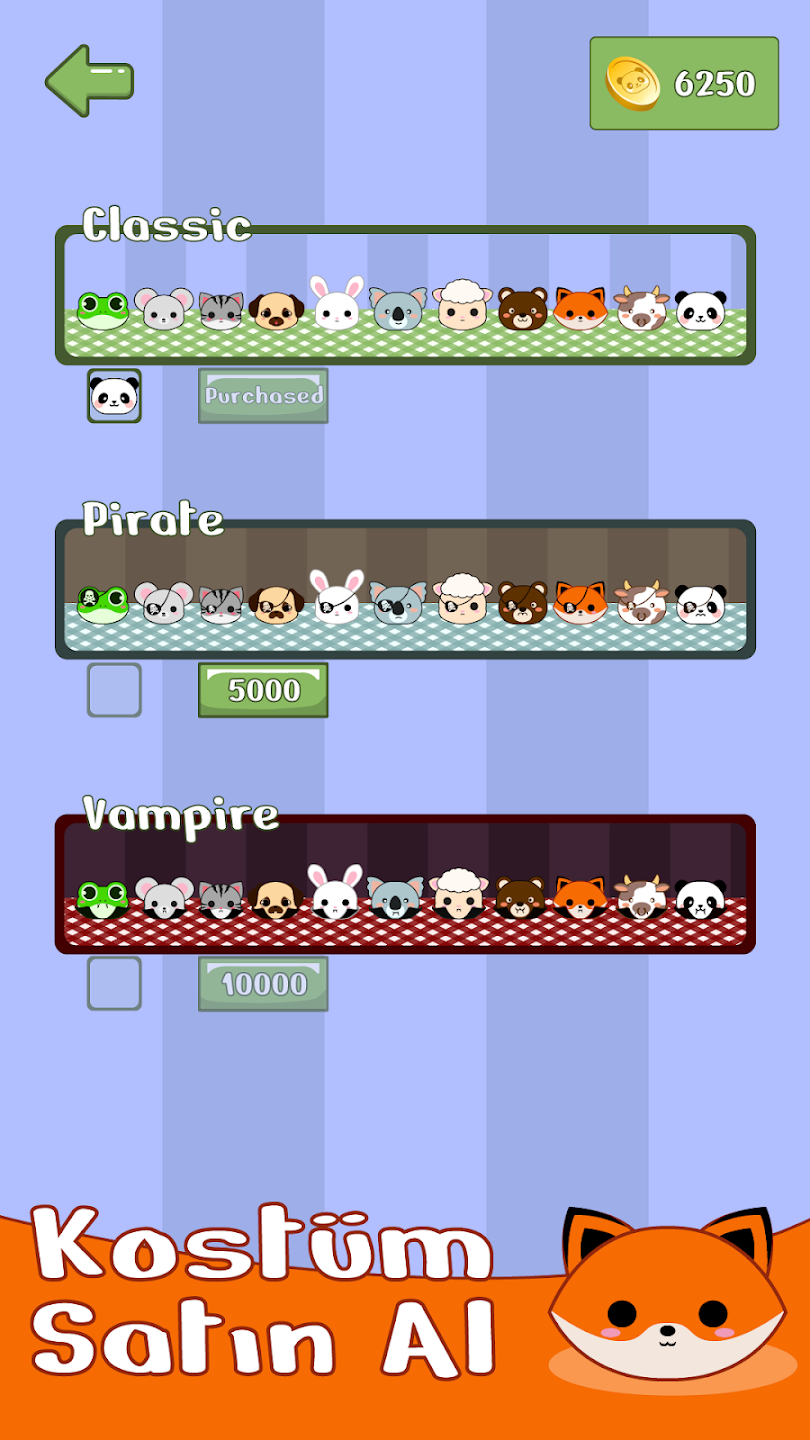 6250
Classic
Purchased
Pirate
5000
Vampire
10000
Kostüm
Satın Al